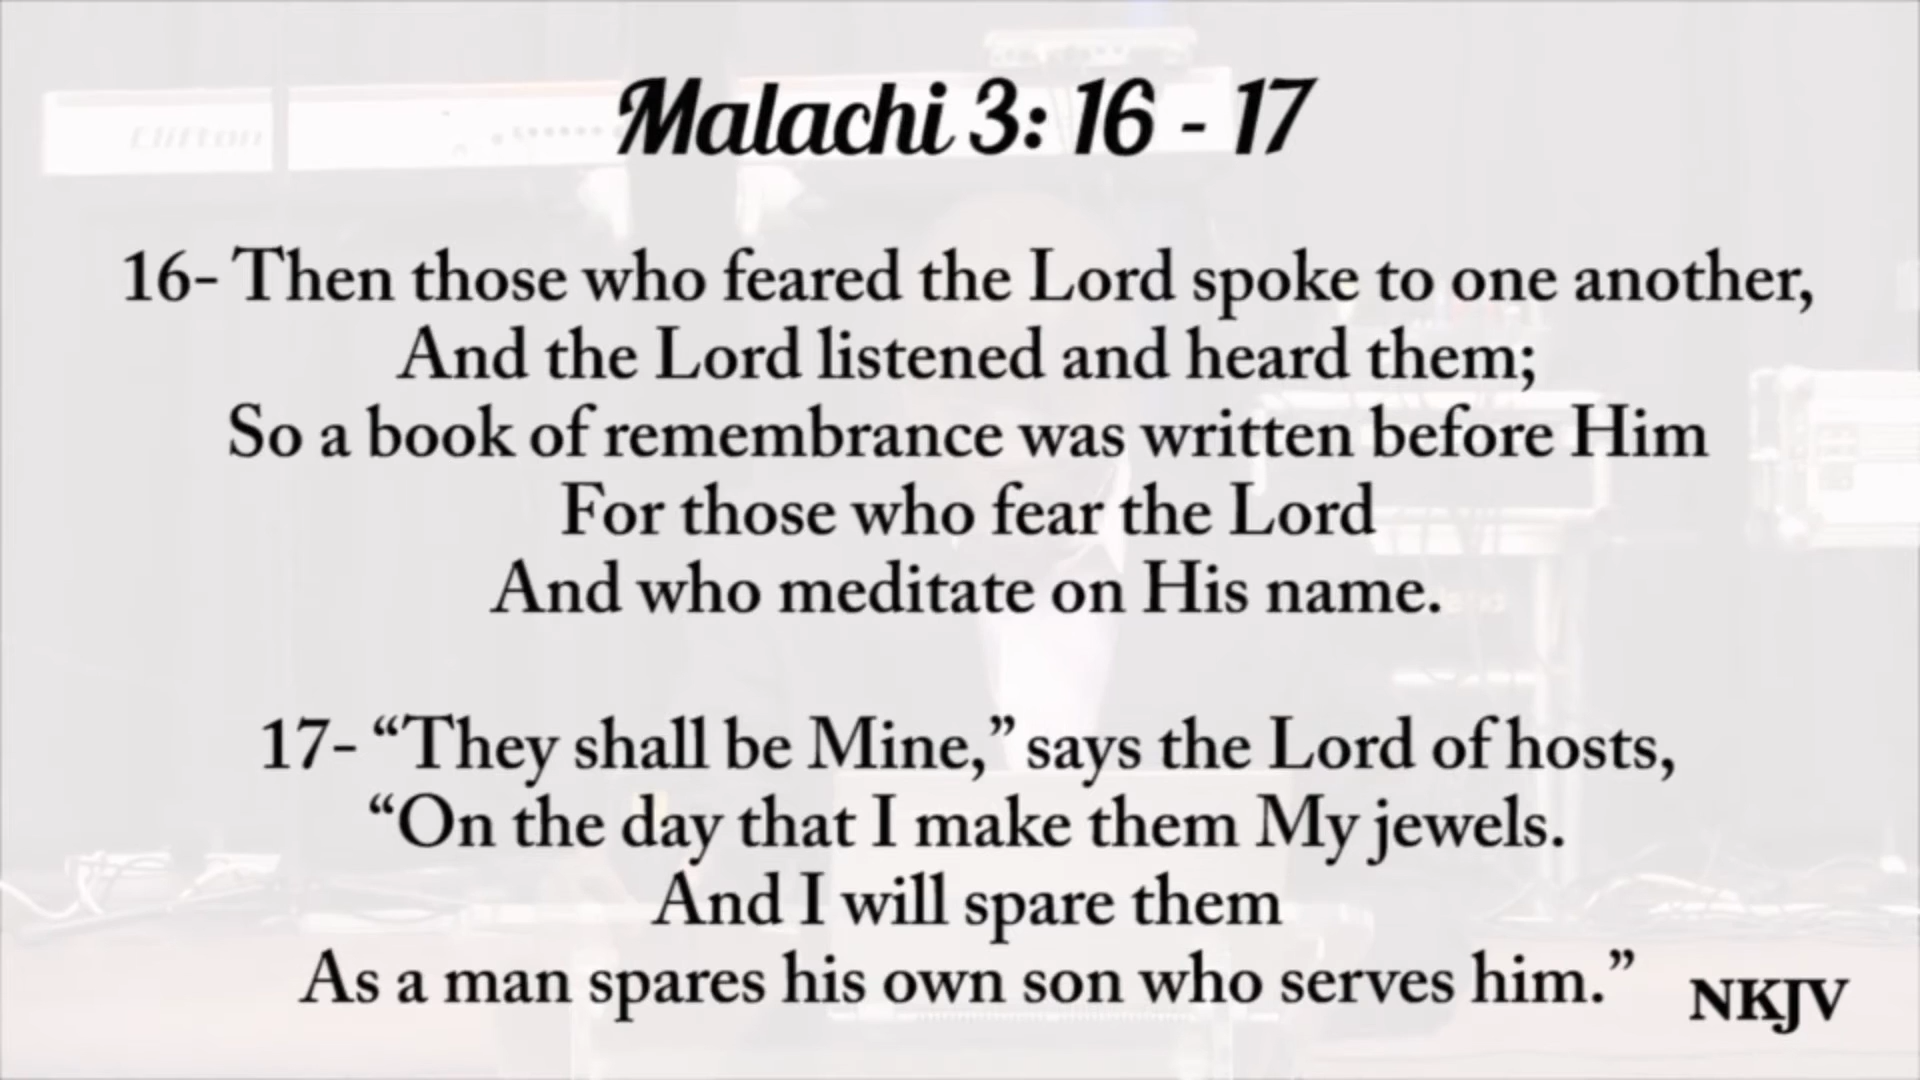 Malachi 3: 16 - 17
16- Then those who feared the Lord spoke to one another,
And the Lord listened and heard them;
So a book of remembrance was written before Him
For those who fear the Lord
And who meditate on His name.
17- “They shall be Mine,” says the Lord of hosts,
“On the day that I make them My jewels.
And I will spare them
As a man spares his own son who serves him.”
NKJV
Clifton